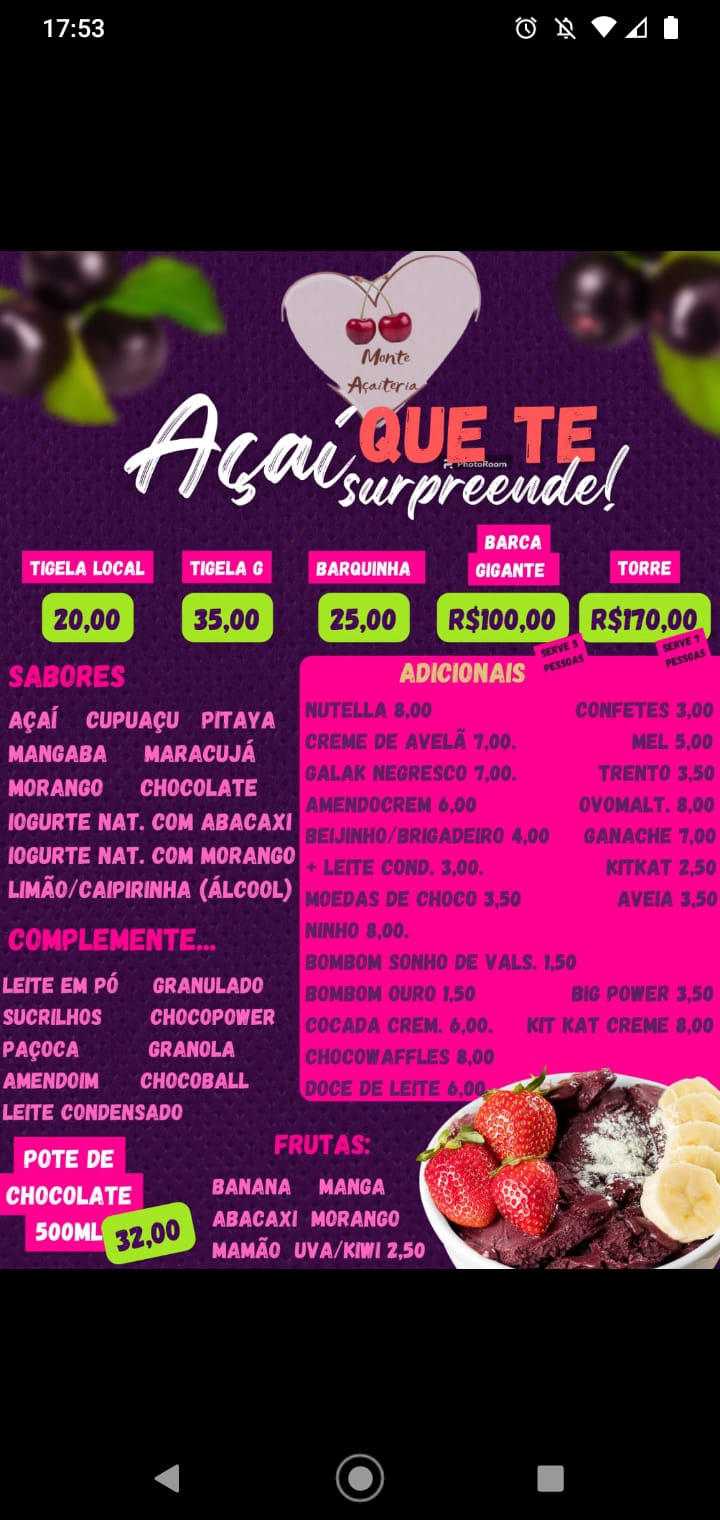 17:53
Monte
Açaiteria
Açaí QUE TE
PhotoRoom
surpreende!
TIGELA LOCAL
20,00
TIGELA G
35,00
BARQUINHA
25,00
BARCA
GIGANTE
R$100,00
SERVE 5
PESSOAS
TORRE
R$170,00
SERVE 7
PESSOAS
SABORES
AÇAÍ CUPUAÇU PITAYA
MANGABA MARACUJÁ
MORANGO CHOCOLATE
IOGURTE NAT. COM ABACAXI
IOGURTE NAT. COM MORANGO
LIMÃO/CAIPIRINHA (ÁLCOOL)
COMPLEMENTE...
LEITE EM PÓ GRANULADO
SUCRILHOS CHOCOPOWER
PAÇOCA GRANOLA
AMENDOIM CHOCOBALL
LEITE CONDENSADO
ADICIONAIS
NUTELLA 8,00 CONFETES 3,00
CREME DE AVELÃ 7,00. MEL 5,00
GALAK NEGRESCO 7,00. TRENTO 3,50
AMENDOCREM 6,00 OVOMALT. 8,00
BEIJINHO/BRIGADEIRO 4,00 GANACHE 7,00
+ LEITE COND. 3,00. KITKAT 2,50
MOEDAS DE CHOCO 3,50 AVEIA 3,50
NINHO 8,00.
BOMBOM SONHO DE VALS. 1,50
BOMBOM OURO 1,50 BIG POWER 3,50
COCADA CREM. 6,00. KIT KAT CREME 8,00
CHOCOWAFFLES 8,00
DOCE DE LEITE 6,00
POTE DE
CHOCOLATE
500ML
32,00
FRUTAS:
BANANA MANGA
ABACAXI MORANGO
MAMÃO UVA/KIWI 2,50